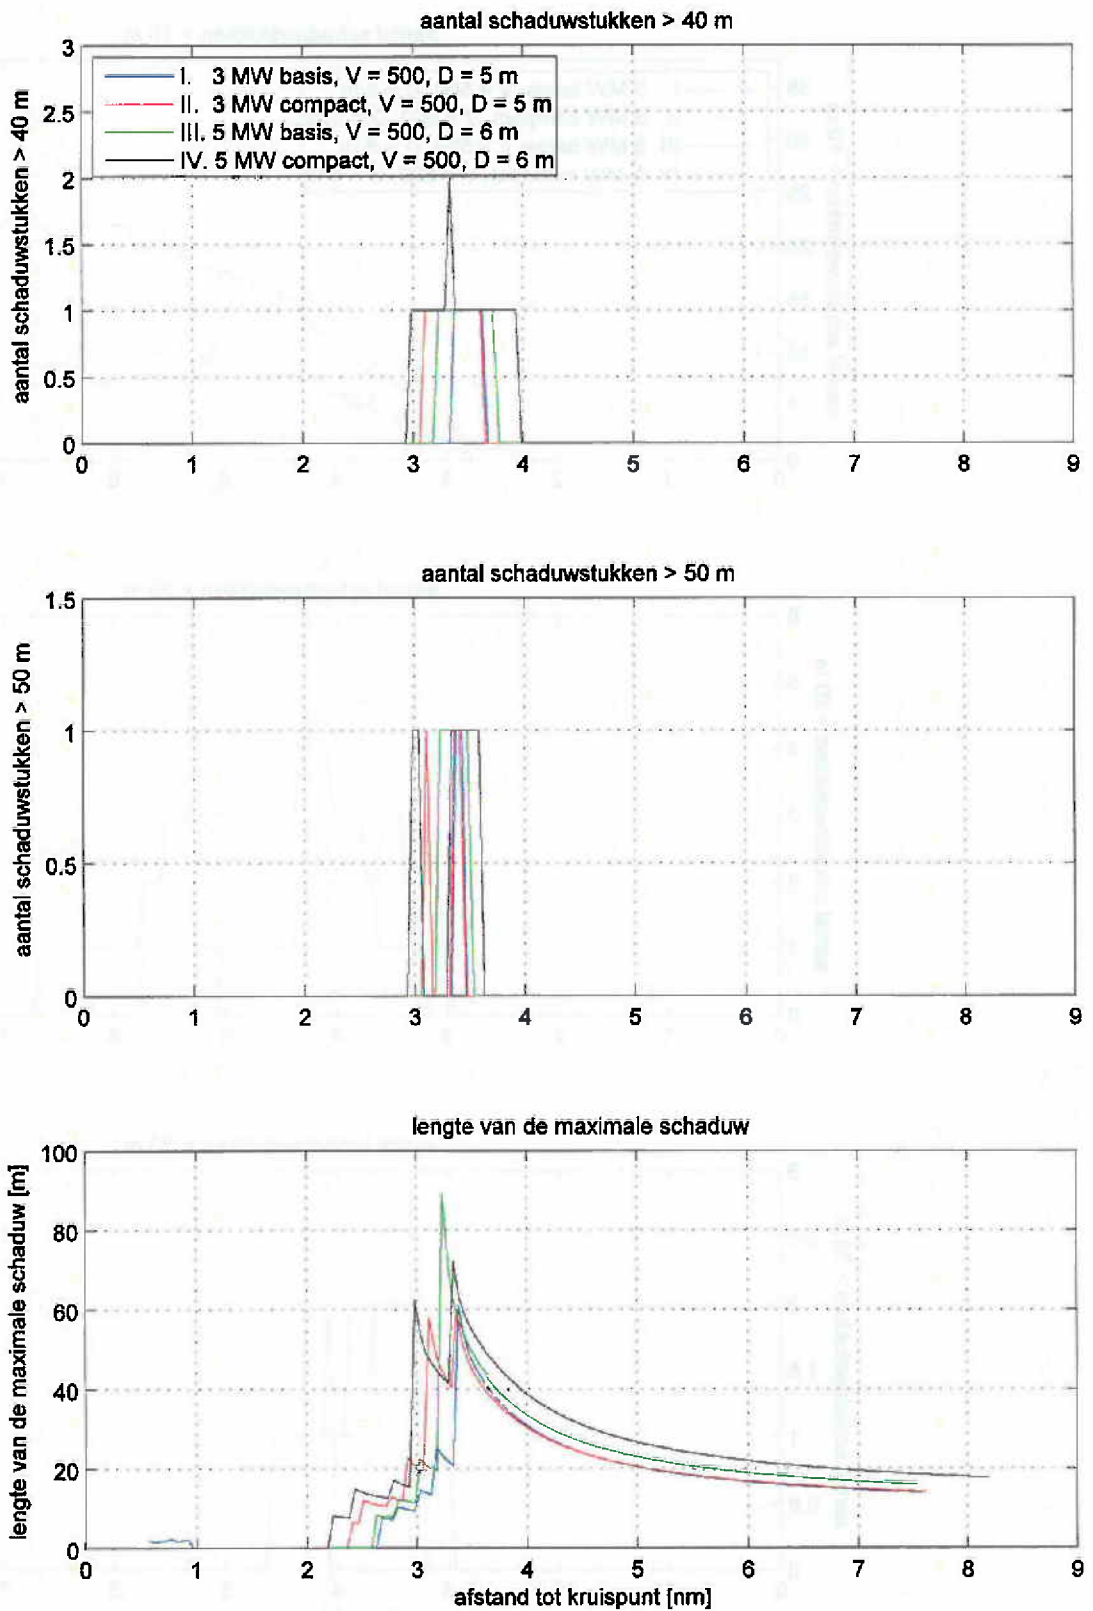 aantal schaduwstukken > 40 m
aantal schaduwstukken > 40 m
3
2.5
2
1.5
1
0.5
0
I. 3 MW basis, V = 500, D = 5 m
II. 3 MW compact, V = 500, D = 5 m
III. 5 MW basis, V = 500, D = 6 m
IV. 5 MW compact, V = 500, D = 6 m
0 1 2 3 4 5 6 7 8 9
aantal schaduwstukken > 50 m
aantal schaduwstukken > 50 m
1.5
1
0.5
0
0 1 2 3 4 5 6 7 8 9
lengte van de maximale schaduw
lengte van de maximale schaduw [m]
100
80
60
40
20
0
0 1 2 3 4 5 6 7 8 9
afstand tot kruispunt [nm]